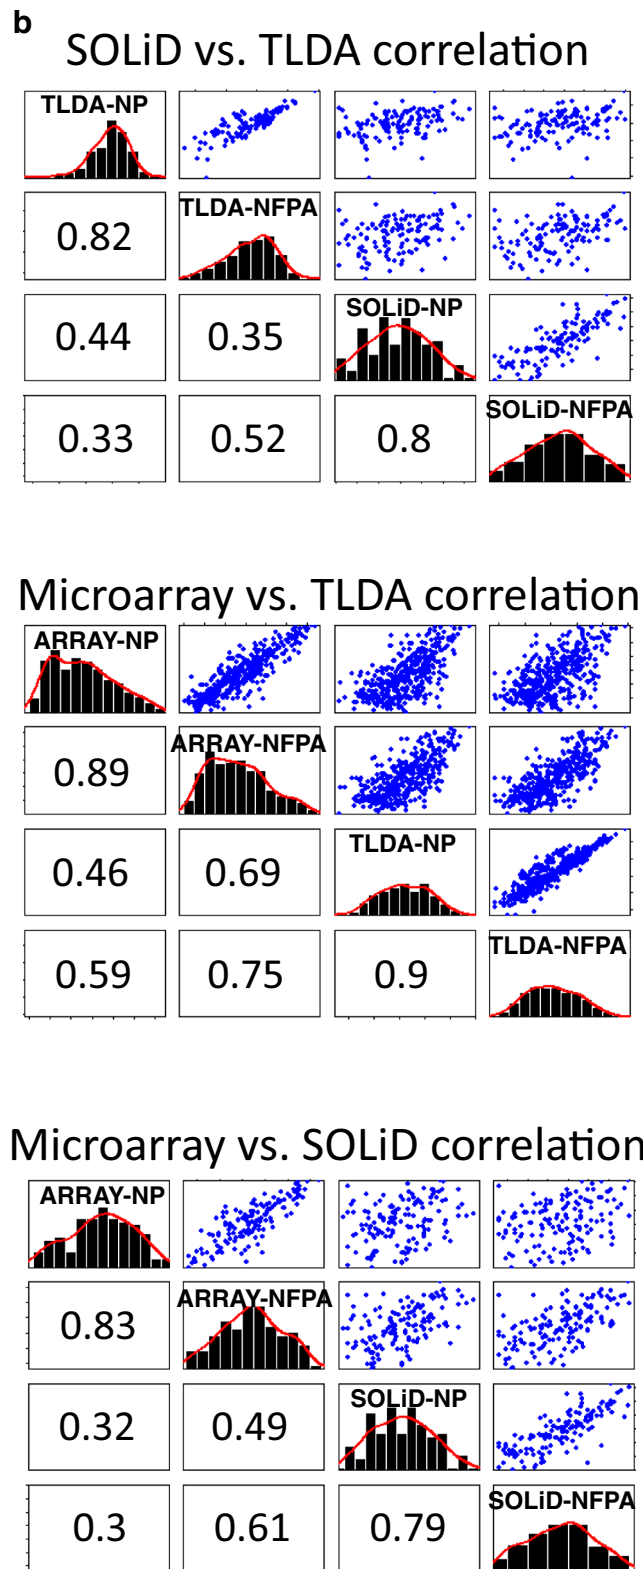 b
SOLiD vs. TLDA correlation
TLDA-NP
0.82
TLDA-NFPA
0.44
0.35
SOLiD-NP
0.33
0.52
0.8
SOLiD-NFPA
Microarray vs. TLDA correlation
ARRAY-NP
0.89
ARRAY-NFPA
0.46
0.69
TLDA-NP
0.59
0.75
0.9
TLDA-NFPA
Microarray vs. SOLiD correlation
ARRAY-NP
0.83
ARRAY-NFPA
0.32
0.49
SOLiD-NP
0.3
0.61
0.79
SOLiD-NFPA